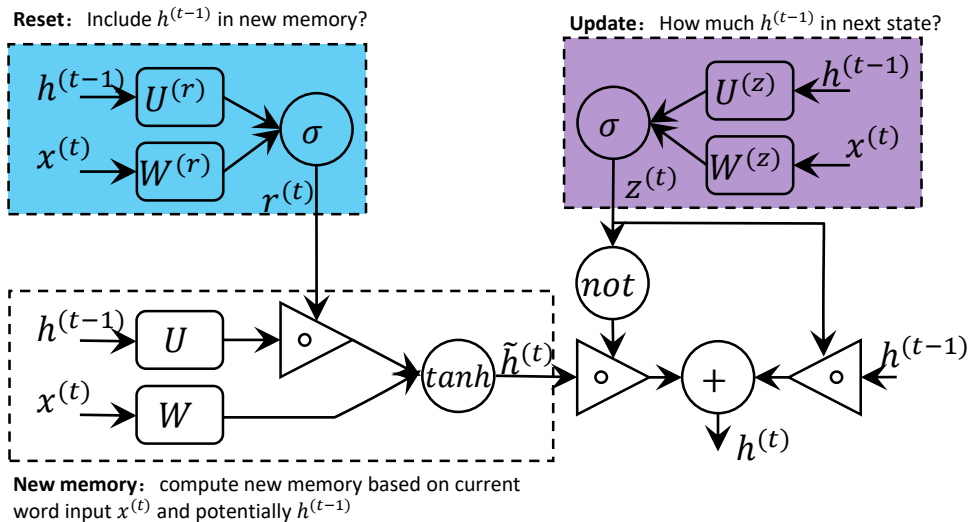 Reset: Include h^(t−1) in new memory?
Update: How much h^(t−1) in next state?
h^(t−1)
U^(r)
x^(t)
W^(r)
σ
r^(t)
σ
U^(z)
h^(t−1)
W^(z)
x^(t)
z^(t)
not
h^(t−1)
U
∘
x^(t)
W
tanh
h̃^(t)
∘
+
∘
h^(t−1)
h^(t)
New memory: compute new memory based on current
word input x^(t) and potentially h^(t−1)